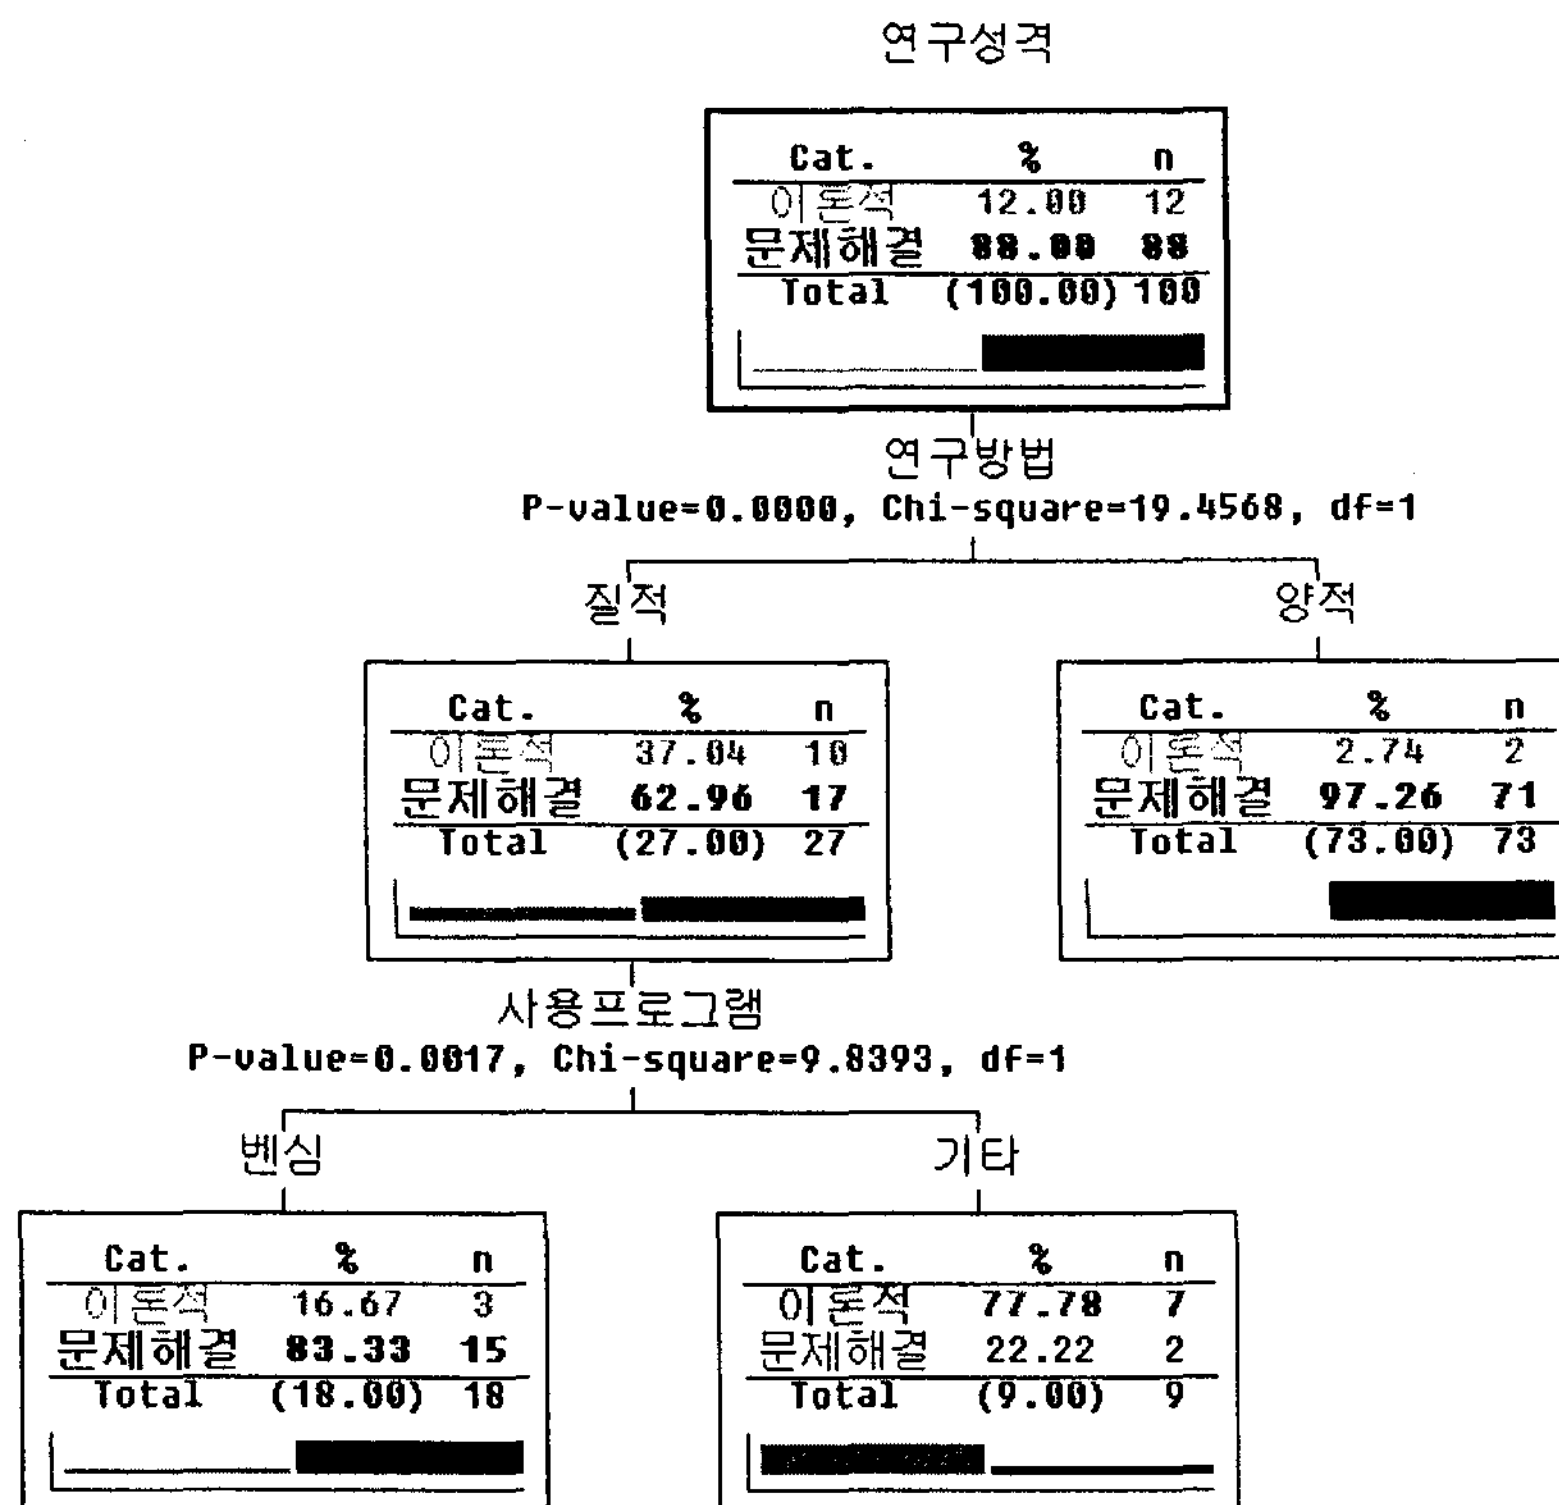 연구성격
Cat. % n
이론적 12.00 12
문제해결 88.00 88
Total (100.00) 100
연구방법
P-value=0.0000, Chi-square=19.4568, df=1
질적
양적
Cat. % n
이론적 37.04 10
문제해결 62.96 17
Total (27.00) 27
Cat. % n
이론적 2.74 2
문제해결 97.26 71
Total (73.00) 73
사용프로그램
P-value=0.0017, Chi-square=9.8393, df=1
벤심
기타
Cat. % n
이론적 16.67 3
문제해결 83.33 15
Total (18.00) 18
Cat. % n
이론적 77.78 7
문제해결 22.22 2
Total (9.00) 9